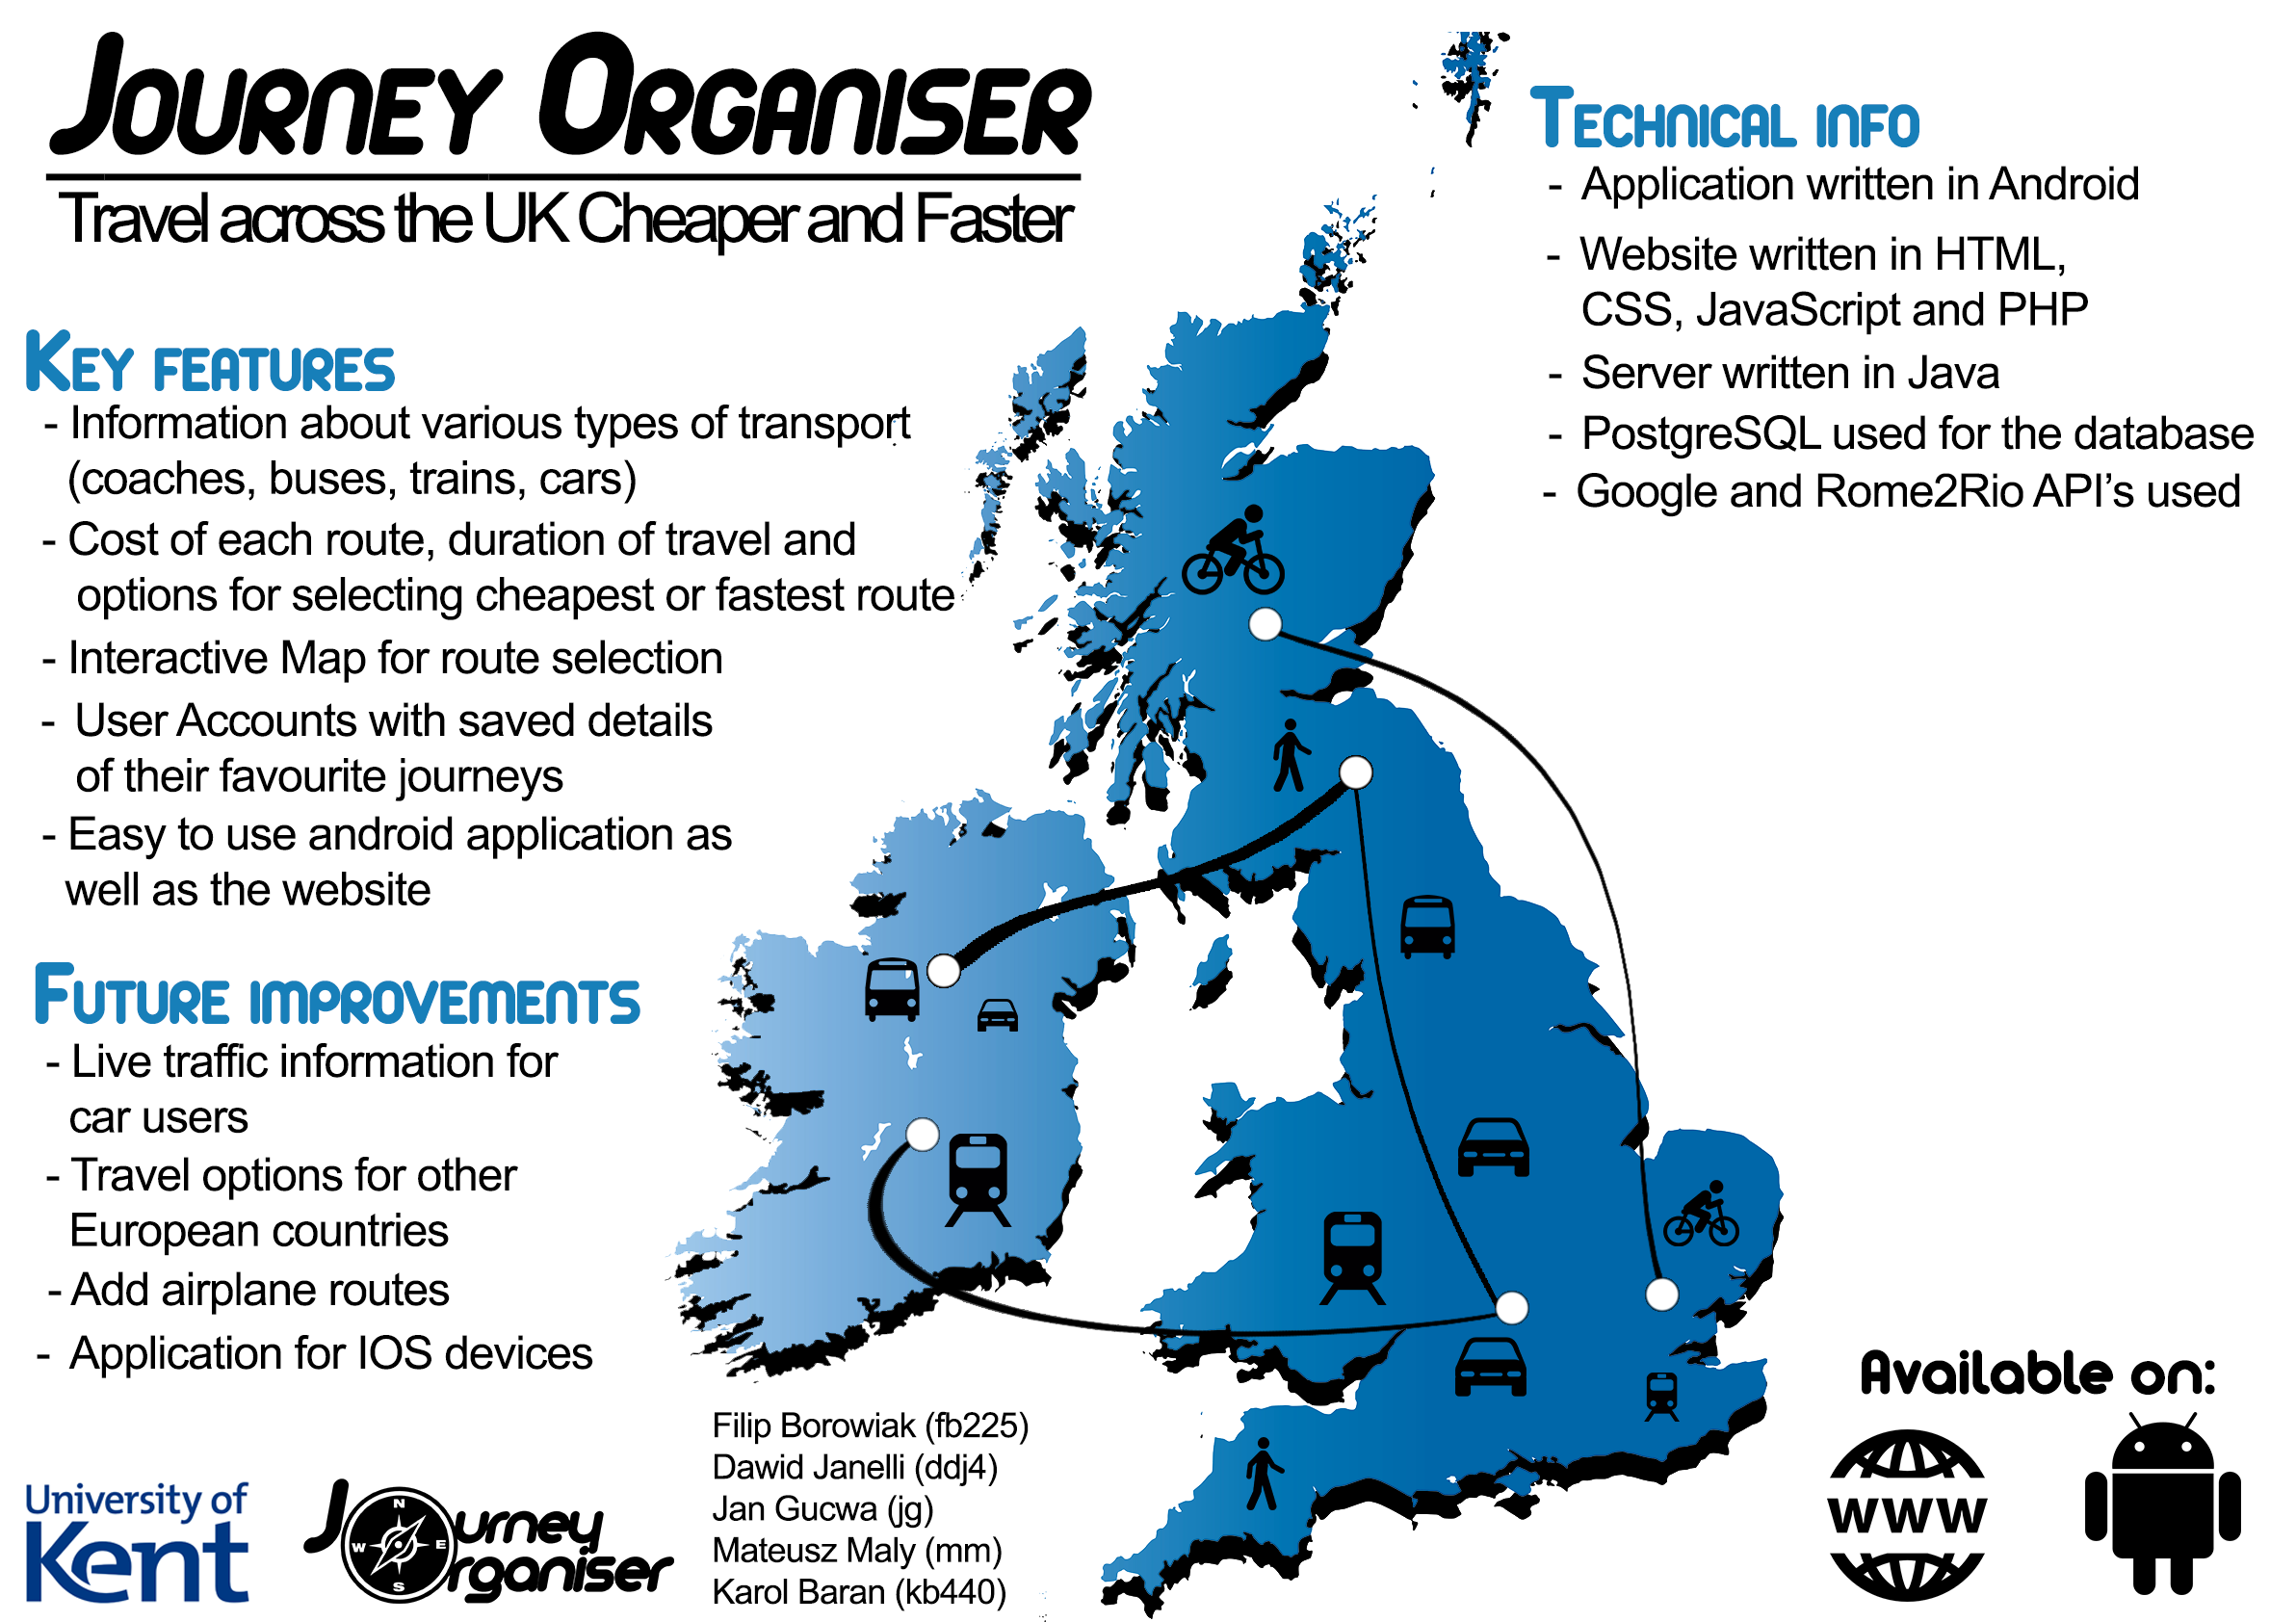 Journey Organiser
Travel across the UK Cheaper and Faster
Key features
- Information about various types of transport
(coaches, buses, trains, cars)
- Cost of each route, duration of travel and
options for selecting cheapest or fastest route
- Interactive Map for route selection
- User Accounts with saved details
of their favourite journeys
- Easy to use android application as
well as the website
Future improvements
- Live traffic information for
car users
- Travel options for other
European countries
- Add airplane routes
- Application for IOS devices
Technical info
- Application written in Android
- Website written in HTML,
CSS, JavaScript and PHP
- Server written in Java
- PostgreSQL used for the database
- Google and Rome2Rio API's used
University of
Kent
Journey
Organiser
N
W E
S
Filip Borowiak (fb225)
Dawid Janelli (ddj4)
Jan Gucwa (jg)
Mateusz Maly (mm)
Karol Baran (kb440)
Available on:
WWW